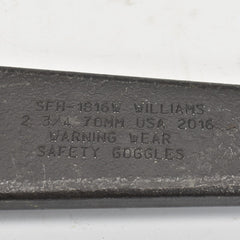 SFH-1816W WILLIAMS
2 3/4 70MM USA 2016
WARNING WEAR
SAFETY GOGGLES